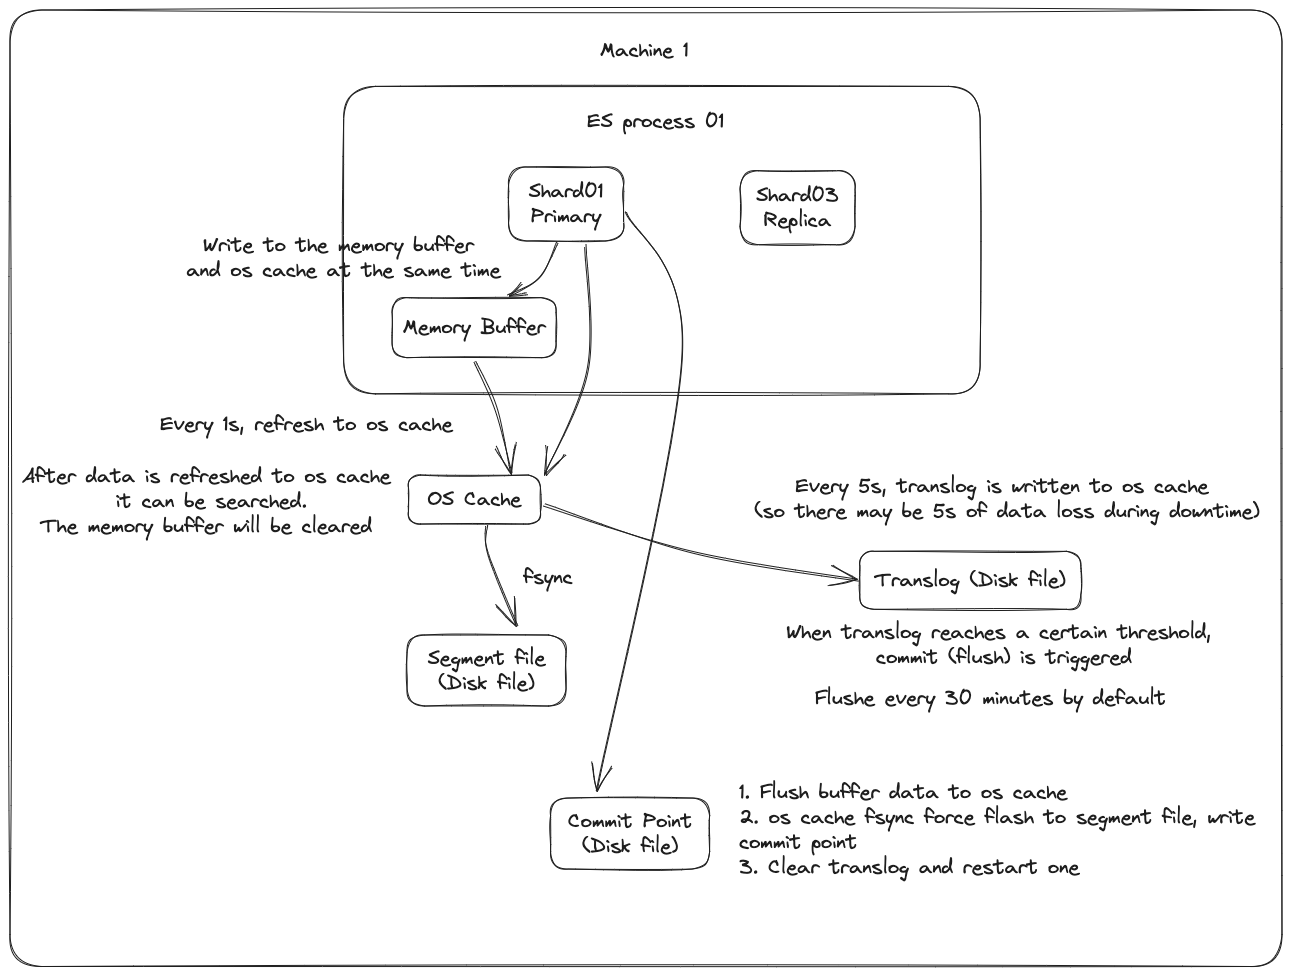 Machine 1
ES process 01
Shard01
Primary
Shard03
Replica
Write to the memory buffer
and os cache at the same time
Memory Buffer
Every 1s, refresh to os cache
After data is refreshed to os cache
it can be searched.
The memory buffer will be cleared
OS Cache
Every 5s, translog is written to os cache
(so there may be 5s of data loss during downtime)
fsync
Translog (Disk file)
When translog reaches a certain threshold,
commit (flush) is triggered
Flushe every 30 minutes by default
Segment file
(Disk file)
Commit Point
(Disk file)
1. Flush buffer data to os cache
2. os cache fsync force flash to segment file, write
commit point
3. Clear translog and restart one